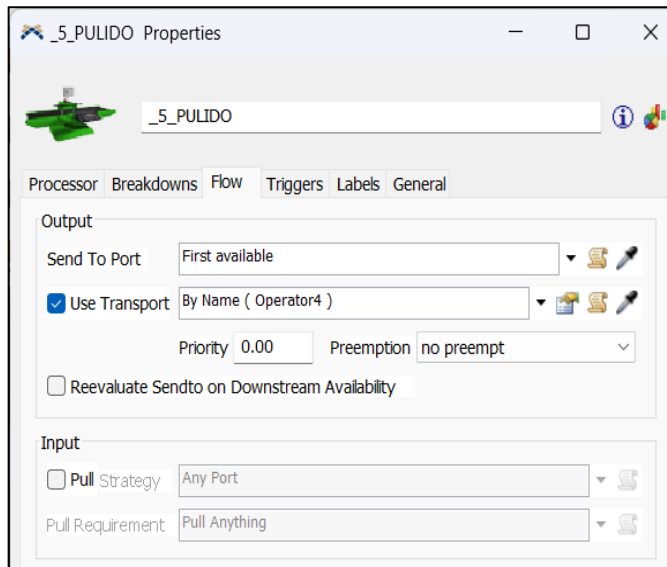 _5_PULIDO Properties
_5_PULIDO
Processor Breakdowns Flow Triggers Labels General
Output
Send To Port First available
Use Transport By Name ( Operator4 )
Priority 0.00 Preemption no preempt
Reevaluate Sendto on Downstream Availability
Input
Pull Strategy Any Port
Pull Requirement Pull Anything